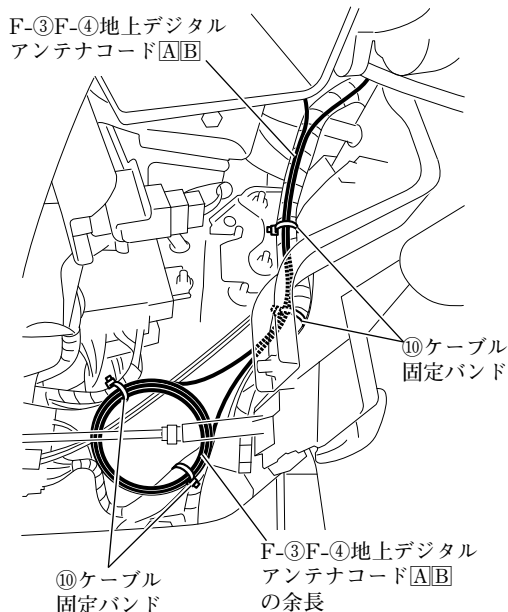 F-③F-④地上デジタル
アンテナコード🄰🄱
⑩ケーブル
固定バンド
F-③F-④地上デジタル
アンテナコード🄰🄱
の余長
⑩ケーブル
固定バンド